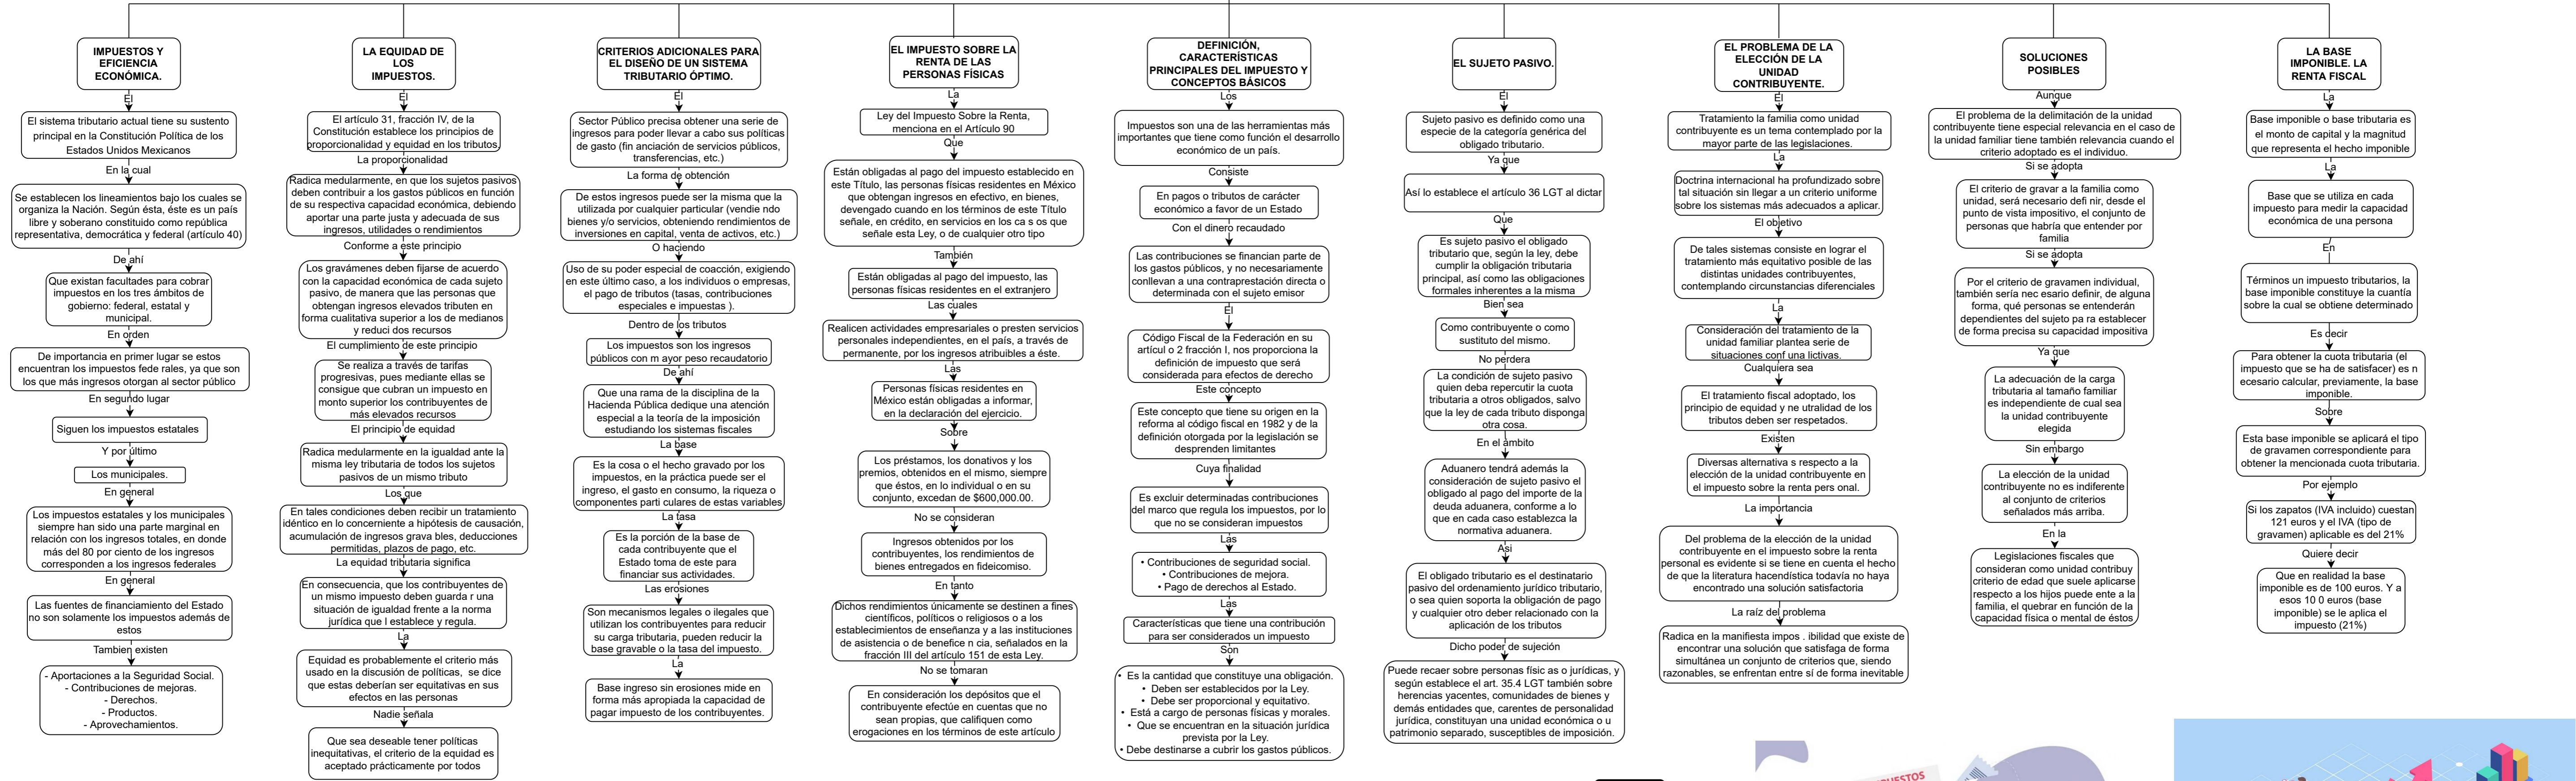 IMPUESTOS Y
EFICIENCIA
ECONÓMICA.
El
El sistema tributario actual tiene su sustento
principal en la Constitución Política de los
Estados Unidos Mexicanos
En la cual
Se establecen los lineamientos bajo los cuales se
organiza la Nación. Según ésta, éste es un país
libre y soberano constituido como república
representativa, democrática y federal (artículo 40)
De ahí
Que existan facultades para cobrar
impuestos en los tres ámbitos de
gobierno: federal, estatal y
municipal.
En orden
De importancia en primer lugar se estos
encuentran los impuestos fede rales, ya que son
los que más ingresos otorgan al sector público
En segundo lugar
Siguen los impuestos estatales
Y por último
Los municipales.
En general
Los impuestos estatales y los municipales
siempre han sido una parte marginal en
relación con los ingresos totales, en donde
más del 80 por ciento de los ingresos
corresponden a los ingresos federales
En general
Las fuentes de financiamiento del Estado
no son solamente los impuestos además de
estos
Tambien existen
- Aportaciones a la Seguridad Social.
- Contribuciones de mejoras.
- Derechos.
- Productos.
- Aprovechamientos.
LA EQUIDAD DE
LOS
IMPUESTOS.
El
El artículo 31, fracción IV, de la
Constitución establece los principios de
proporcionalidad y equidad en los tributos.
La proporcionalidad
Radica medularmente, en que los sujetos pasivos
deben contribuir a los gastos públicos en función
de su respectiva capacidad económica, debiendo
aportar una parte justa y adecuada de sus
ingresos, utilidades o rendimientos
Conforme a este principio
Los gravámenes deben fijarse de acuerdo
con la capacidad económica de cada sujeto
pasivo, de manera que las personas que
obtengan ingresos elevados tributen en
forma cualitativa superior a los de medianos
y reduci dos recursos
El cumplimiento de este principio
Se realiza a través de tarifas
progresivas, pues mediante ellas se
consigue que cubran un impuesto en
monto superior los contribuyentes de
más elevados recursos
El principio de equidad
Radica medularmente en la igualdad ante la
misma ley tributaria de todos los sujetos
pasivos de un mismo tributo
Los que
En tales condiciones deben recibir un tratamiento
idéntico en lo concerniente a hipótesis de causación,
acumulación de ingresos grava bles, deducciones
permitidas, plazos de pago, etc.
La equidad tributaria significa
En consecuencia, que los contribuyentes de
un mismo impuesto deben guarda r una
situación de igualdad frente a la norma
jurídica que l establece y regula.
La
Equidad es probablemente el criterio más
usado en la discusión de políticas, se dice
que estas deberían ser equitativas en sus
efectos en las personas
Nadie señala
Que sea deseable tener políticas
inequitativas, el criterio de la equidad es
aceptado prácticamente por todos
CRITERIOS ADICIONALES PARA
EL DISEÑO DE UN SISTEMA
TRIBUTARIO ÓPTIMO.
El
Sector Público precisa obtener una serie de
ingresos para poder llevar a cabo sus políticas
de gasto (fin anciación de servicios públicos,
transferencias, etc.)
La forma de obtención
De estos ingresos puede ser la misma que la
utilizada por cualquier particular (vendie ndo
bienes y/o servicios, obteniendo rendimientos de
inversiones en capital, venta de activos, etc.)
O haciendo
Uso de su poder especial de coacción, exigiendo
en este último caso, a los individuos o empresas,
el pago de tributos (tasas, contribuciones
especiales e impuestas ).
Dentro de los tributos
Los impuestos son los ingresos
públicos con m ayor peso recaudatorio
De ahí
Que una rama de la disciplina de la
Hacienda Pública dedique una atención
especial a la teoría de la imposición
estudiando los sistemas fiscales
La base
Es la cosa o el hecho gravado por los
impuestos, en la práctica puede ser el
ingreso, el gasto en consumo, la riqueza o
componentes parti culares de estas variables
La tasa
Es la porción de la base de
cada contribuyente que el
Estado toma de este para
financiar sus actividades.
Las erosiones
Son mecanismos legales o ilegales que
utilizan los contribuyentes para reducir
su carga tributaria, pueden reducir la
base gravable o la tasa del impuesto.
La
Base ingreso sin erosiones mide en
forma más apropiada la capacidad de
pagar impuesto de los contribuyentes.
EL IMPUESTO SOBRE LA
RENTA DE LAS
PERSONAS FÍSICAS
La
Ley del Impuesto Sobre la Renta,
menciona en el Artículo 90
Que
Están obligadas al pago del impuesto establecido en
este Título, las personas físicas residentes en México
que obtengan ingresos en efectivo, en bienes,
devengado cuando en los términos de este Título
señale, en crédito, en servicios en los ca s os que
señale esta Ley, o de cualquier otro tipo
También
Están obligadas al pago del impuesto, las
personas físicas residentes en el extranjero
Las cuales
Realicen actividades empresariales o presten servicios
personales independientes, en el país, a través de
permanente, por los ingresos atribuibles a éste.
Las
Personas físicas residentes en
México están obligadas a informar,
en la declaración del ejercicio.
Sobre
Los préstamos, los donativos y los
premios, obtenidos en el mismo, siempre
que éstos, en lo individual o en su
conjunto, excedan de $600,000.00.
No se consideran
Ingresos obtenidos por los
contribuyentes, los rendimientos de
bienes entregados en fideicomiso.
En tanto
Dichos rendimientos únicamente se destinen a fines
científicos, políticos o religiosos o a los
establecimientos de enseñanza y a las instituciones
de asistencia o de benefice n cia, señalados en la
fracción III del artículo 151 de esta Ley.
No se tomaran
En consideración los depósitos que el
contribuyente efectúe en cuentas que no
sean propias, que califiquen como
erogaciones en los términos de este artículo
DEFINICIÓN,
CARACTERÍSTICAS
PRINCIPALES DEL IMPUESTO Y
CONCEPTOS BÁSICOS
Los
Impuestos son una de las herramientas más
importantes que tiene como función el desarrollo
económico de un país.
Consiste
En pagos o tributos de carácter
económico a favor de un Estado
Con el dinero recaudado
Las contribuciones se financian parte de
los gastos públicos, y no necesariamente
conllevan a una contraprestación directa o
determinada con el sujeto emisor
El
Código Fiscal de la Federación en su
artícul o 2 fracción I, nos proporciona la
definición de impuesto que será
considerada para efectos de derecho
Este concepto
Este concepto que tiene su origen en la
reforma al código fiscal en 1982 y de la
definición otorgada por la legislación se
desprenden limitantes
Cuya finalidad
Es excluir determinadas contribuciones
del marco que regula los impuestos, por lo
que no se consideran impuestos
Las
• Contribuciones de seguridad social.
• Contribuciones de mejora.
• Pago de derechos al Estado.
Las
Características que tiene una contribución
para ser considerados un impuesto
Son
• Es la cantidad que constituye una obligación.
• Deben ser establecidos por la Ley.
• Debe ser proporcional y equitativo.
• Está a cargo de personas físicas y morales.
• Que se encuentran en la situación jurídica
prevista por la Ley.
• Debe destinarse a cubrir los gastos públicos.
EL SUJETO PASIVO.
El
Sujeto pasivo es definido como una
especie de la categoría genérica del
obligado tributario.
Ya que
Así lo establece el artículo 36 LGT al dictar
Que
Es sujeto pasivo el obligado
tributario que, según la ley, debe
cumplir la obligación tributaria
principal, así como las obligaciones
formales inherentes a la misma
Bien sea
Como contribuyente o como
sustituto del mismo.
No perdera
La condición de sujeto pasivo
quien deba repercutir la cuota
tributaria a otros obligados, salvo
que la ley de cada tributo disponga
otra cosa.
En el ámbito
Aduanero tendrá además la
consideración de sujeto pasivo el
obligado al pago del importe de la
deuda aduanera, conforme a lo
que en cada caso establezca la
normativa aduanera.
Asi
El obligado tributario es el destinatario
pasivo del ordenamiento jurídico tributario,
o sea quien soporta la obligación de pago
y cualquier otro deber relacionado con la
aplicación de los tributos
Dicho poder de sujeción
Puede recaer sobre personas físic as o jurídicas, y
según establece el art. 35.4 LGT también sobre
herencias yacentes, comunidades de bienes y
demás entidades que, carentes de personalidad
jurídica, constituyan una unidad económica o u
patrimonio separado, susceptibles de imposición.
EL PROBLEMA DE LA
ELECCIÓN DE LA
UNIDAD
CONTRIBUYENTE.
El
Tratamiento la familia como unidad
contribuyente es un tema contemplado por la
mayor parte de las legislaciones.
La
Doctrina internacional ha profundizado sobre
tal situación sin llegar a un criterio uniforme
sobre los sistemas más adecuados a aplicar.
El objetivo
De tales sistemas consiste en lograr el
tratamiento más equitativo posible de las
distintas unidades contribuyentes,
contemplando circunstancias diferenciales
La
Consideración del tratamiento de la
unidad familiar plantea serie de
situaciones conf una lictivas.
Cualquiera sea
El tratamiento fiscal adoptado, los
principio de equidad y ne utralidad de los
tributos deben ser respetados.
Existen
Diversas alternativa s respecto a la
elección de la unidad contribuyente en
el impuesto sobre la renta pers onal.
La importancia
Del problema de la elección de la unidad
contribuyente en el impuesto sobre la renta
personal es evidente si se tiene en cuenta el hecho
de que la literatura hacendística todavía no haya
encontrado una solución satisfactoria
La raíz del problema
Radica en la manifiesta impos . ibilidad que existe de
encontrar una solución que satisfaga de forma
simultánea un conjunto de criterios que, siendo
razonables, se enfrentan entre sí de forma inevitable
SOLUCIONES
POSIBLES
Aunque
El problema de la delimitación de la unidad
contribuyente tiene especial relevancia en el caso de
la unidad familiar tiene también relevancia cuando el
criterio adoptado es el individuo.
Si se adopta
El criterio de gravar a la familia como
unidad, será necesario defi nir, desde el
punto de vista impositivo, el conjunto de
personas que habría que entender por
familia
Si se adopta
Por el criterio de gravamen individual,
también sería nec esario definir, de alguna
forma, qué personas se entenderán
dependientes del sujeto pa ra establecer
de forma precisa su capacidad impositiva
Ya que
La adecuación de la carga
tributaria al tamaño familiar
es independiente de cual sea
la unidad contribuyente
elegida
Sin embargo
La elección de la unidad
contribuyente no es indiferente
al conjunto de criterios
señalados más arriba.
En la
Legislaciones fiscales que
consideran como unidad contribuy
criterio de edad que suele aplicarse
respecto a los hijos puede ente a la
familia, el quebrar en función de la
capacidad física o mental de éstos
LA BASE
IMPONIBLE. LA
RENTA FISCAL
La
Base imponible o base tributaria es
el monto de capital y la magnitud
que representa el hecho imponible
La
Base que se utiliza en cada
impuesto para medir la capacidad
económica de una persona
En
Términos un impuesto tributarios, la
base imponible constituye la cuantía
sobre la cual se obtiene determinado
Es decir
Para obtener la cuota tributaria (el
impuesto que se ha de satisfacer) es n
ecesario calcular, previamente, la base
imponible.
Sobre
Esta base imponible se aplicará el tipo
de gravamen correspondiente para
obtener la mencionada cuota tributaria.
Por ejemplo
Si los zapatos (IVA incluido) cuestan
121 euros y el IVA (tipo de
gravamen) aplicable es del 21%
Quiere decir
Que en realidad la base
imponible es de 100 euros. Y a
esos 10 0 euros (base
imponible) se le aplica el
impuesto (21%)